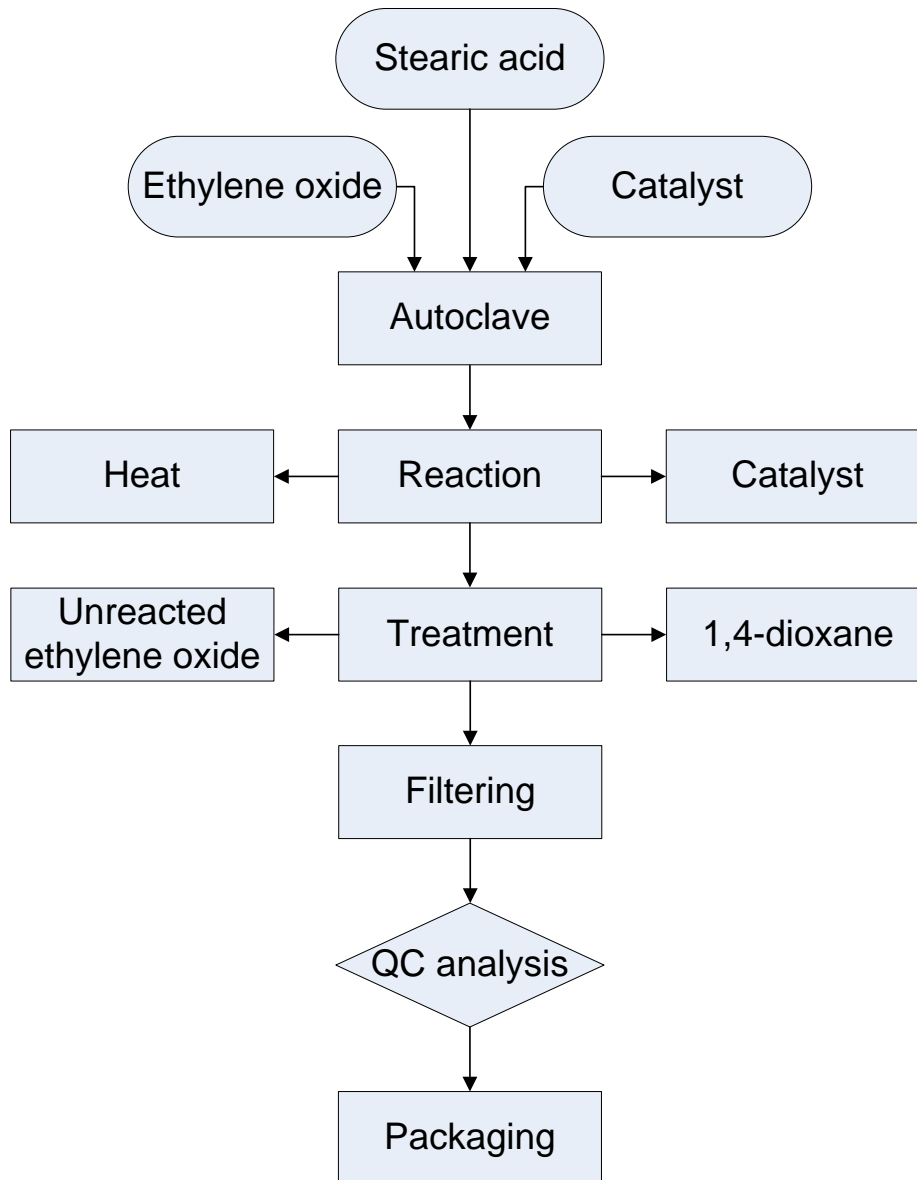 Stearic acid
Ethylene oxide
Catalyst
Autoclave
Heat
Reaction
Catalyst
Unreacted
ethylene oxide
Treatment
1,4-dioxane
Filtering
QC analysis
Packaging